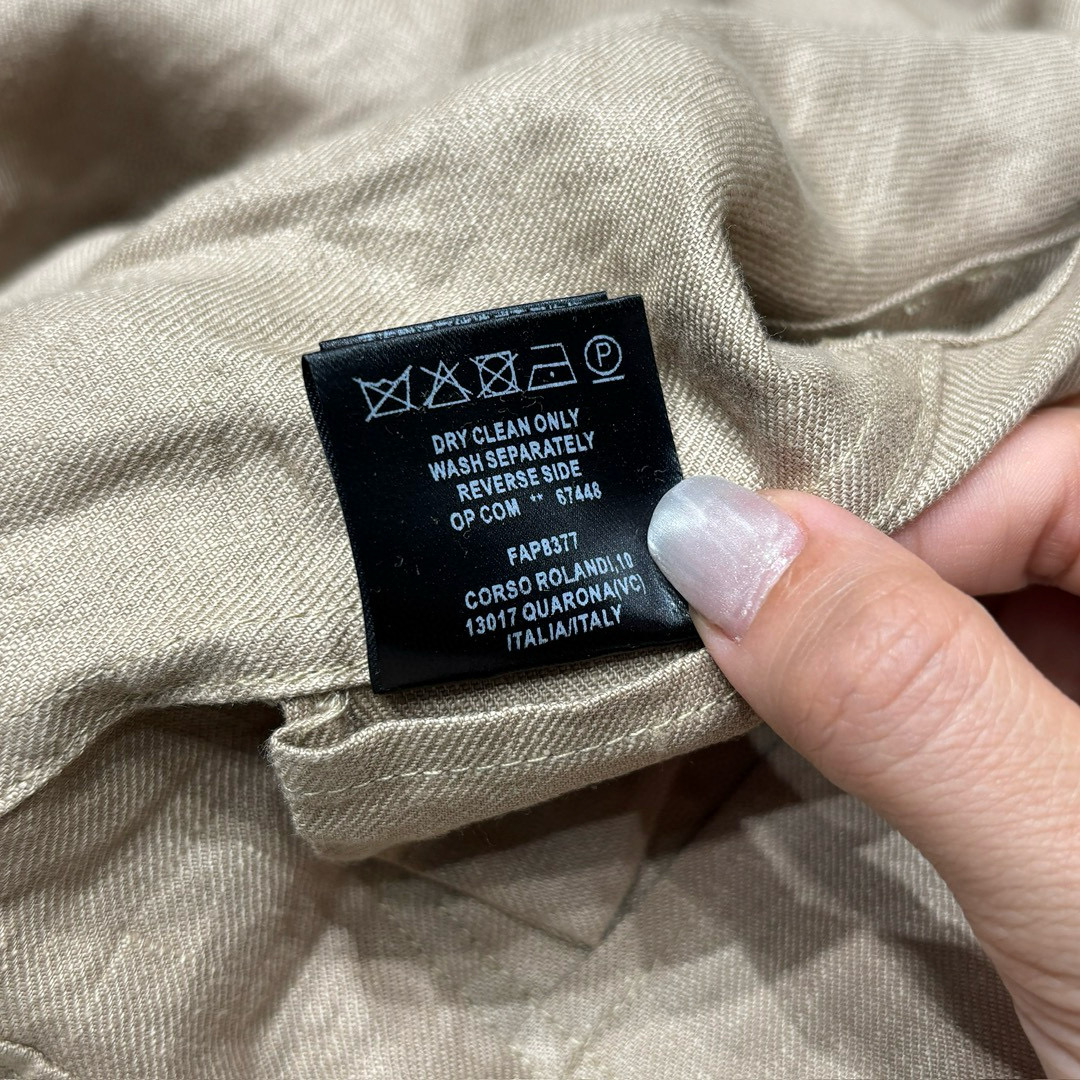 P
DRY CLEAN ONLY
WASH SEPARATELY
REVERSE SIDE
OP COM ** 67448
FAP8377
CORSO ROLANDI,10
13017 QUARONA(VC)
ITALIA/ITALY